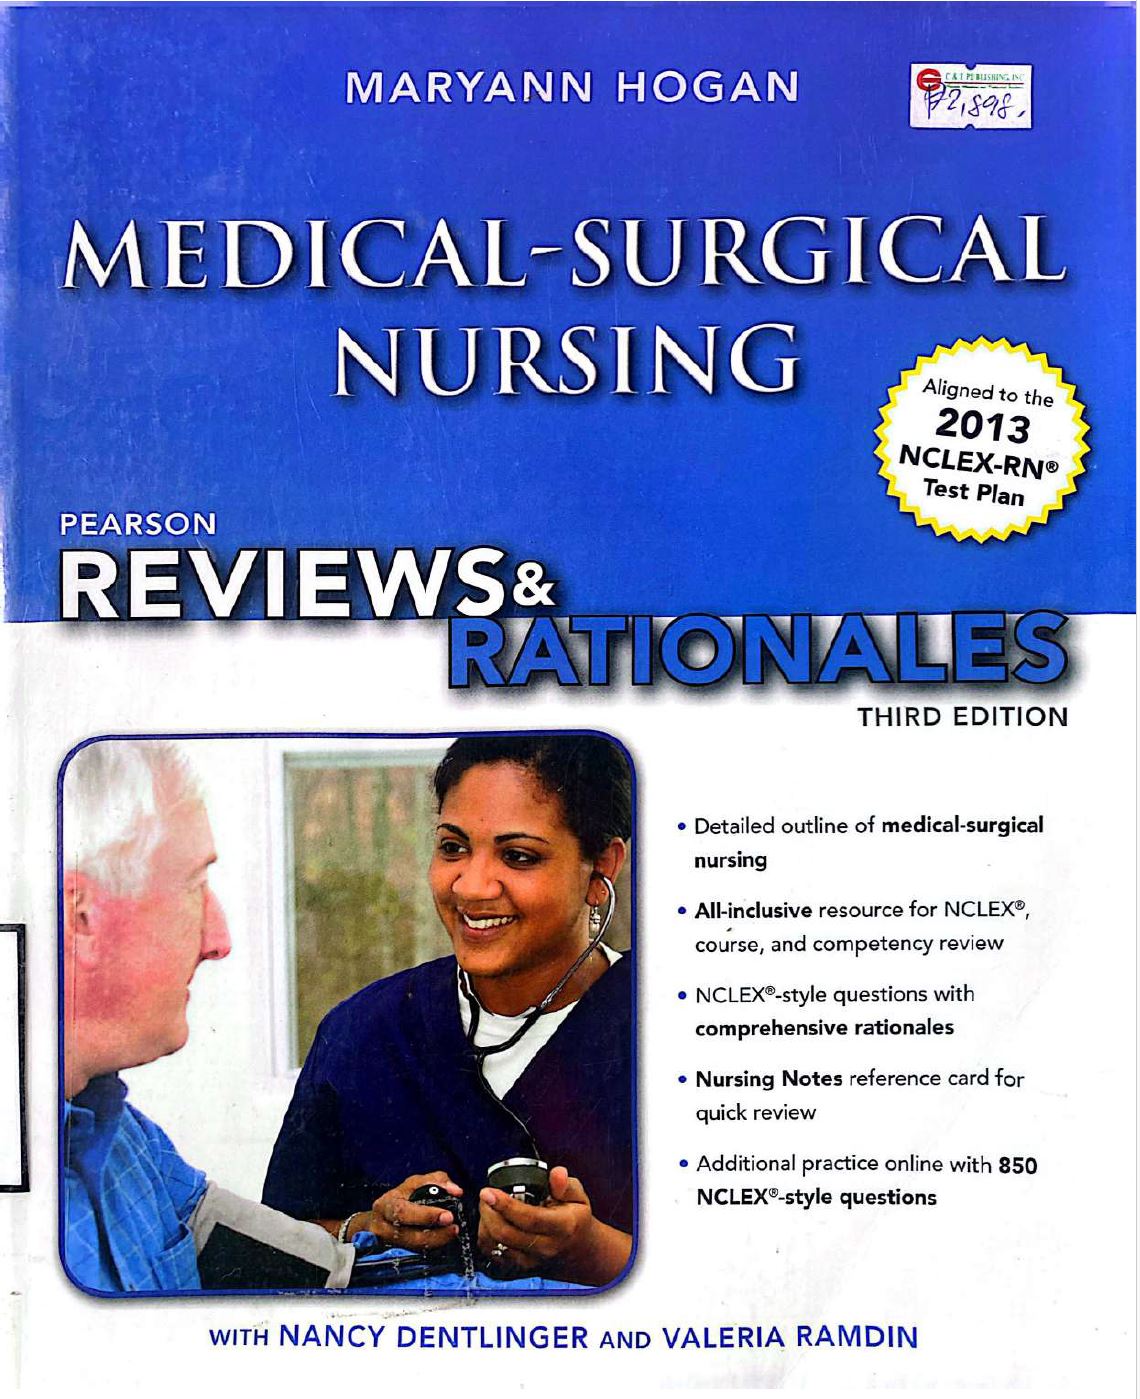 MARYANN HOGAN
C & E PUBLISHING, INC
₱2,898.
MEDICAL-SURGICAL
NURSING
Aligned to the
2013
NCLEX-RN®
Test Plan
PEARSON
REVIEWS &
RATIONALES
THIRD EDITION
• Detailed outline of medical-surgical
nursing
• All-inclusive resource for NCLEX®,
course, and competency review
• NCLEX®-style questions with
comprehensive rationales
• Nursing Notes reference card for
quick review
• Additional practice online with 850
NCLEX®-style questions
WITH NANCY DENTLINGER AND VALERIA RAMDIN